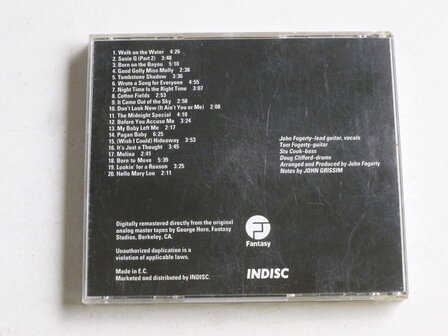 1. Walk on the Water 4:26
2. Susie Q (Part 2) 3:48
3. Born on the Bayou 5:10
4. Good Golly Miss Molly 2:38
5. Tombstone Shadow 3:36
6. Wrote a Song for Everyone 4:55
7. Night Time Is the Right Time 3:07
8. Cotton Fields 2:53
9. It Came Out of the Sky 2:58
10. Don't Look Now (It Ain't You or Me) 2:08
11. The Midnight Special 4:10
12. Before You Accuse Me 3:24
13. My Baby Left Me 2:17
14. Pagan Baby 6:25
15. (Wish I Could) Hideaway 3:53
16. It's Just a Thought 3:45
17. Molina 2:41
18. Born to Move 5:39
19. Lookin' for a Reason 3:25
20. Hello Mary Lou 2:11
John Fogerty-lead guitar, vocals
Tom Fogerty-guitar
Stu Cook-bass
Doug Clifford-drums
Arranged and Produced by John Fogerty
Notes by JOHN GRISSIM
Digitally remastered directly from the original
analog master tapes by George Horn, Fantasy
Studios, Berkeley, CA.
Unauthorized duplication is a
violation of applicable laws.
Made in E.C.
Marketed and distributed by INDISC.
Fantasy
INDISC